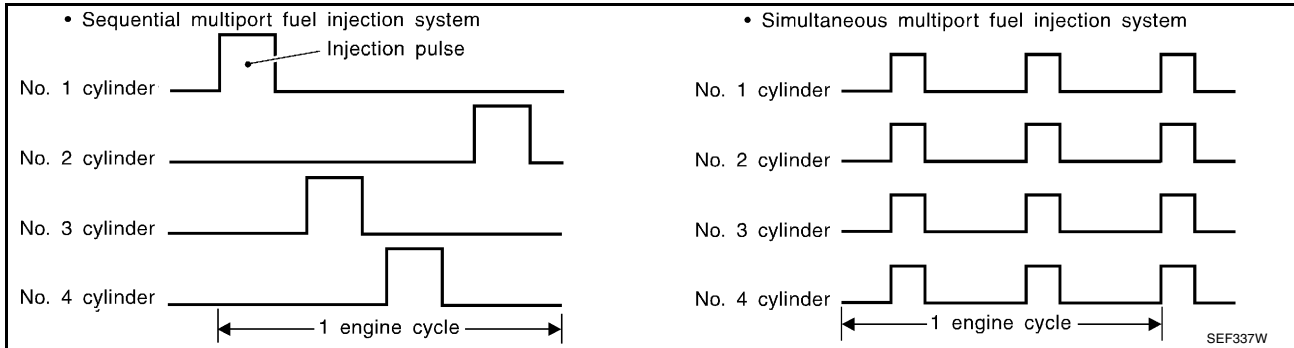 • Sequential multiport fuel injection system
Injection pulse
No. 1 cylinder
No. 2 cylinder
No. 3 cylinder
No. 4 cylinder
1 engine cycle
• Simultaneous multiport fuel injection system
No. 1 cylinder
No. 2 cylinder
No. 3 cylinder
No. 4 cylinder
1 engine cycle
SEF337W